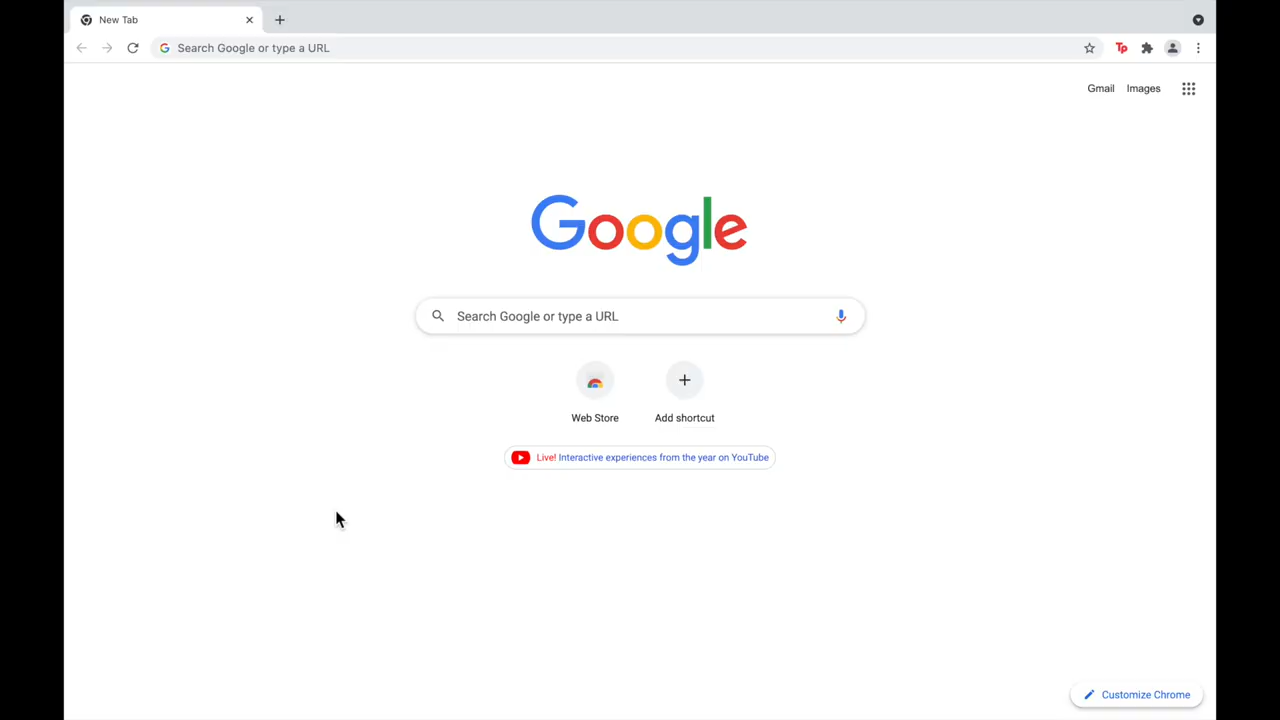 New Tab
Search Google or type a URL
Tp
Gmail Images
Google
Search Google or type a URL
Web Store Add shortcut
Live! Interactive experiences from the year on YouTube
Customize Chrome